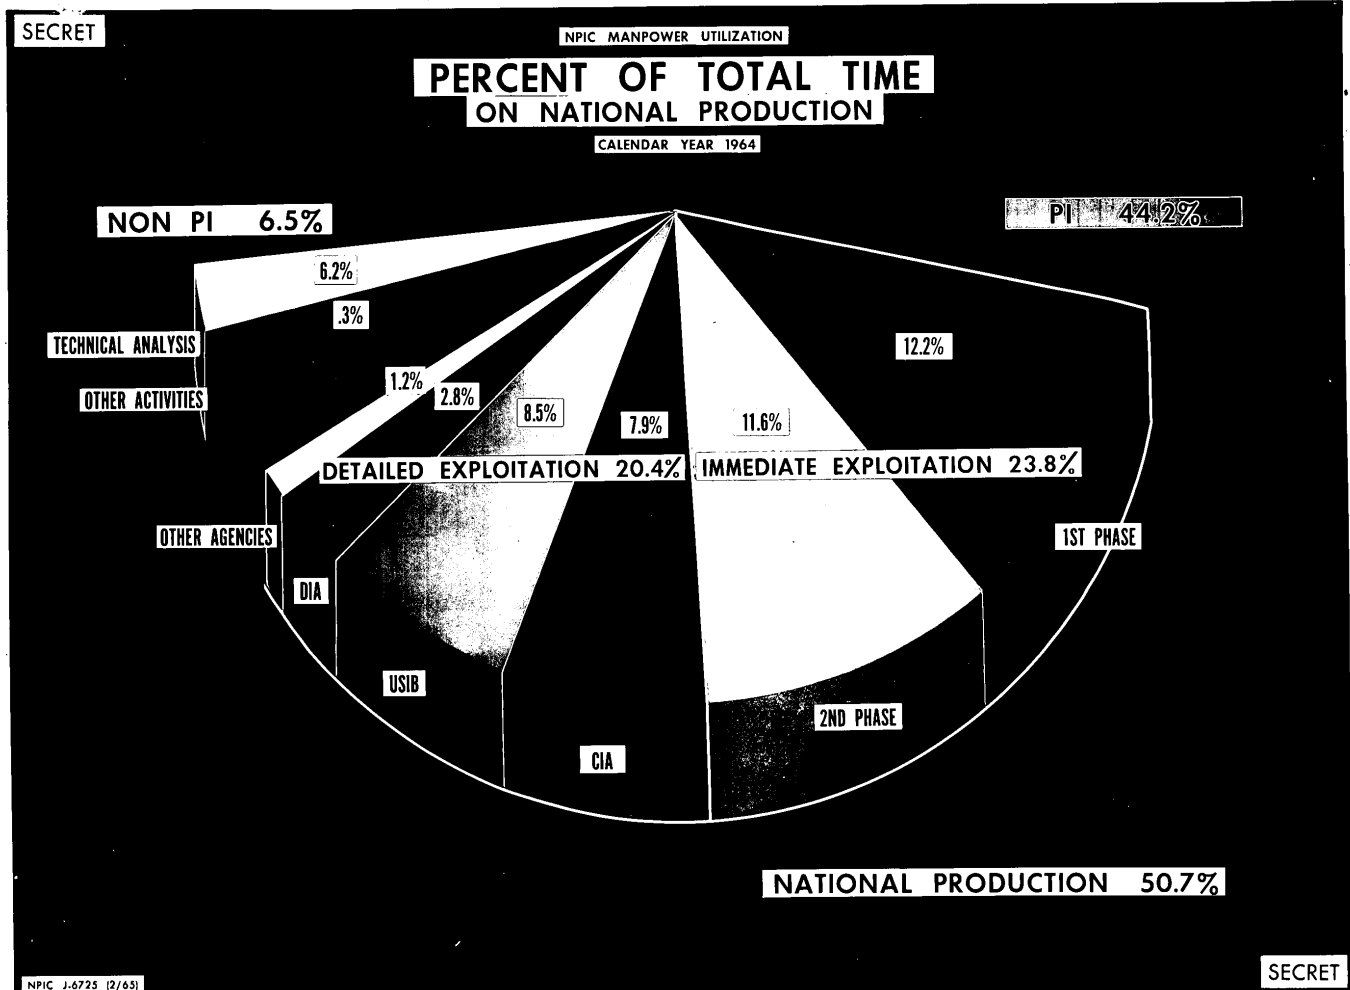 SECRET
NPIC MANPOWER UTILIZATION
PERCENT OF TOTAL TIME
ON NATIONAL PRODUCTION
CALENDAR YEAR 1964
NON PI 6.5%
PI 44.2%
6.2%
.3%
TECHNICAL ANALYSIS
OTHER ACTIVITIES
1.2%
2.8%
8.5%
7.9%
11.6%
12.2%
DETAILED EXPLOITATION 20.4%
IMMEDIATE EXPLOITATION 23.8%
OTHER AGENCIES
1ST PHASE
DIA
USIB
2ND PHASE
CIA
NATIONAL PRODUCTION 50.7%
SECRET
NPIC J-6725 (2/65)